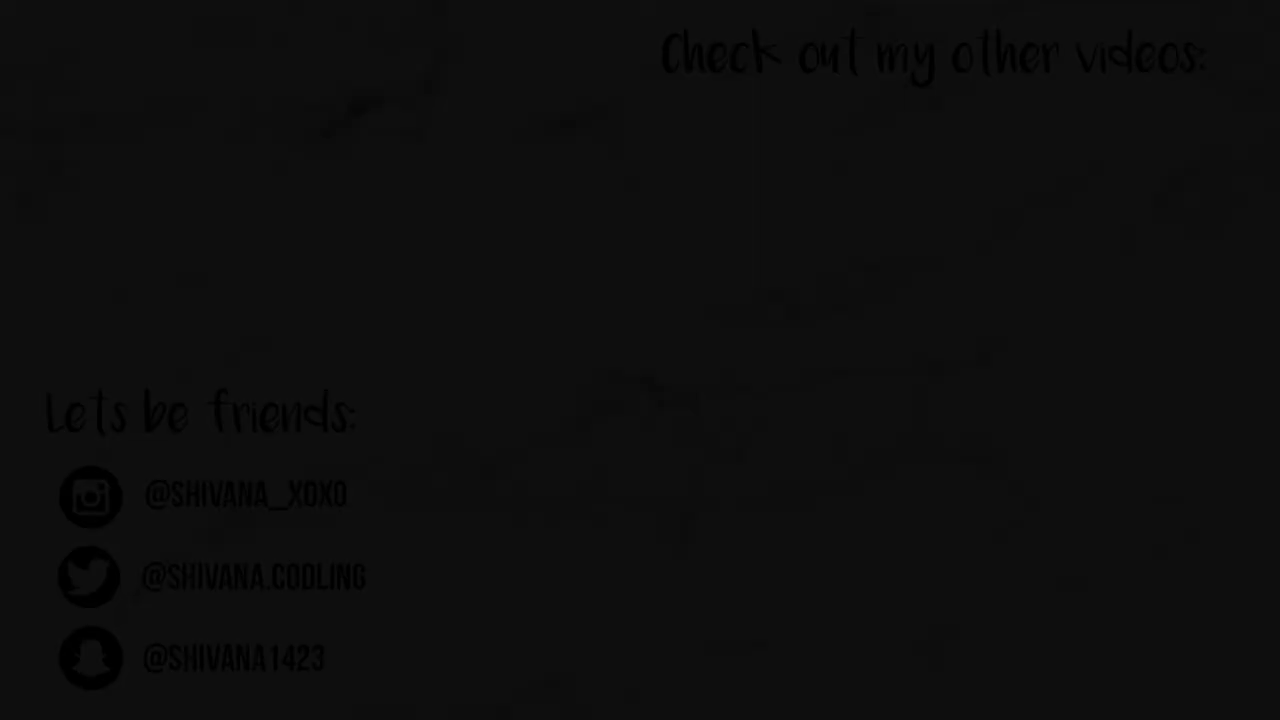 Check out my other videos:
Lets be friends:
@SHIVANA_XOXO
@SHIVANA.CODLING
@SHIVANA1423